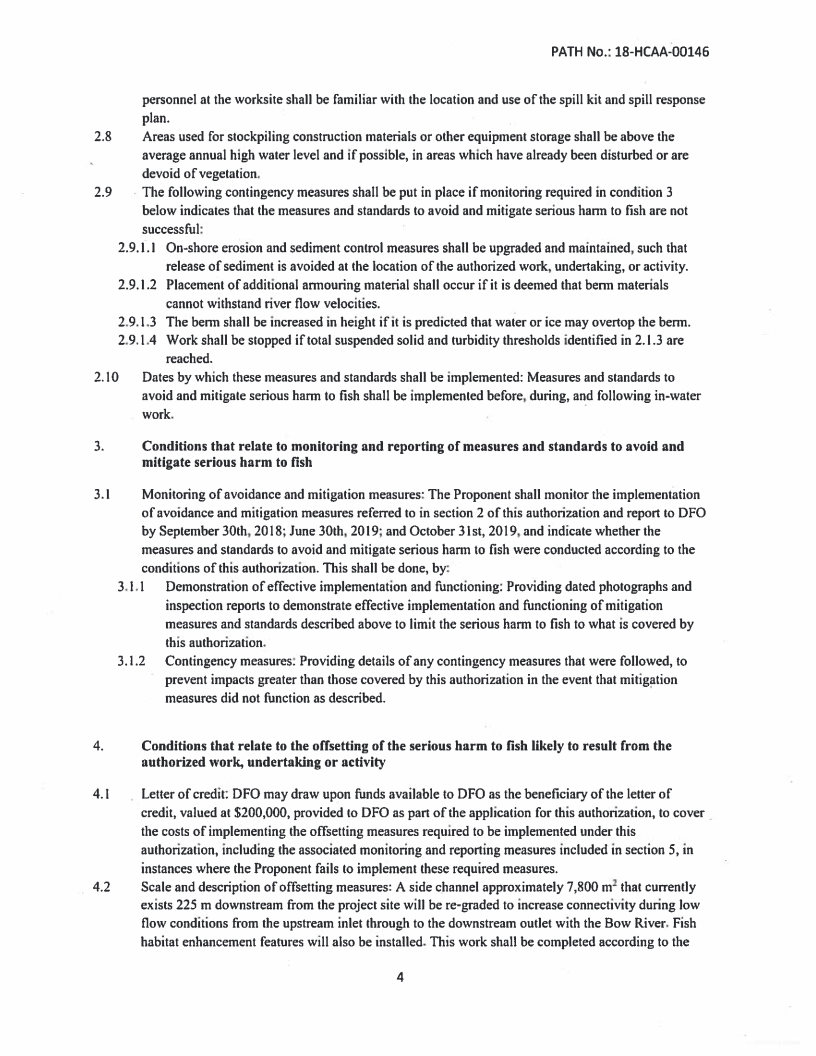 PATH No.: 18-HCAA-00146
personnel at the worksite shall be familiar with the location and use of the spill kit and spill response
plan.
2.8 Areas used for stockpiling construction materials or other equipment storage shall be above the
average annual high water level and if possible, in areas which have already been disturbed or are
devoid of vegetation.
2.9 The following contingency measures shall be put in place if monitoring required in condition 3
below indicates that the measures and standards to avoid and mitigate serious harm to fish are not
successful:
2.9.1.1 On-shore erosion and sediment control measures shall be upgraded and maintained, such that
release of sediment is avoided at the location of the authorized work, undertaking, or activity.
2.9.1.2 Placement of additional armouring material shall occur if it is deemed that berm materials
cannot withstand river flow velocities.
2.9.1.3 The berm shall be increased in height if it is predicted that water or ice may overtop the berm.
2.9.1.4 Work shall be stopped if total suspended solid and turbidity thresholds identified in 2.1.3 are
reached.
2.10 Dates by which these measures and standards shall be implemented: Measures and standards to
avoid and mitigate serious harm to fish shall be implemented before, during, and following in-water
work.
3. Conditions that relate to monitoring and reporting of measures and standards to avoid and
mitigate serious harm to fish
3.1 Monitoring of avoidance and mitigation measures: The Proponent shall monitor the implementation
of avoidance and mitigation measures referred to in section 2 of this authorization and report to DFO
by September 30th, 2018; June 30th, 2019; and October 31st, 2019, and indicate whether the
measures and standards to avoid and mitigate serious harm to fish were conducted according to the
conditions of this authorization. This shall be done, by:
3.1.1 Demonstration of effective implementation and functioning: Providing dated photographs and
inspection reports to demonstrate effective implementation and functioning of mitigation
measures and standards described above to limit the serious harm to fish to what is covered by
this authorization.
3.1.2 Contingency measures: Providing details of any contingency measures that were followed, to
prevent impacts greater than those covered by this authorization in the event that mitigation
measures did not function as described.
4. Conditions that relate to the offsetting of the serious harm to fish likely to result from the
authorized work, undertaking or activity
4.1 Letter of credit: DFO may draw upon funds available to DFO as the beneficiary of the letter of
credit, valued at $200,000, provided to DFO as part of the application for this authorization, to cover
the costs of implementing the offsetting measures required to be implemented under this
authorization, including the associated monitoring and reporting measures included in section 5, in
instances where the Proponent fails to implement these required measures.
4.2 Scale and description of offsetting measures: A side channel approximately 7,800 m² that currently
exists 225 m downstream from the project site will be re-graded to increase connectivity during low
flow conditions from the upstream inlet through to the downstream outlet with the Bow River. Fish
habitat enhancement features will also be installed. This work shall be completed according to the
4